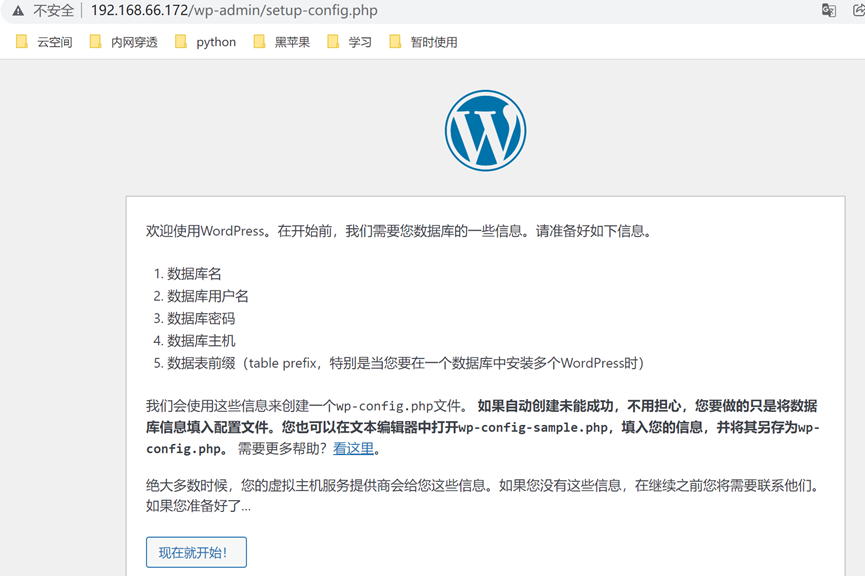 不安全 | 192.168.66.172/wp-admin/setup-config.php
云空间 内网穿透 python 黑苹果 学习 暂时使用
欢迎使用WordPress。在开始前，我们需要您数据库的一些信息。请准备好如下信息。
1. 数据库名
2. 数据库用户名
3. 数据库密码
4. 数据库主机
5. 数据表前缀（table prefix，特别是当您要在一个数据库中安装多个WordPress时）
我们会使用这些信息来创建一个wp-config.php文件。 如果自动创建未能成功，不用担心，您要做的只是将数据
库信息填入配置文件。您也可以在文本编辑器中打开wp-config-sample.php，填入您的信息，并将其另存为wp-
config.php。 需要更多帮助？看这里。
绝大多数时候，您的虚拟主机服务提供商会给您这些信息。如果您没有这些信息，在继续之前您将需要联系他们。
如果您准备好了...
现在就开始！